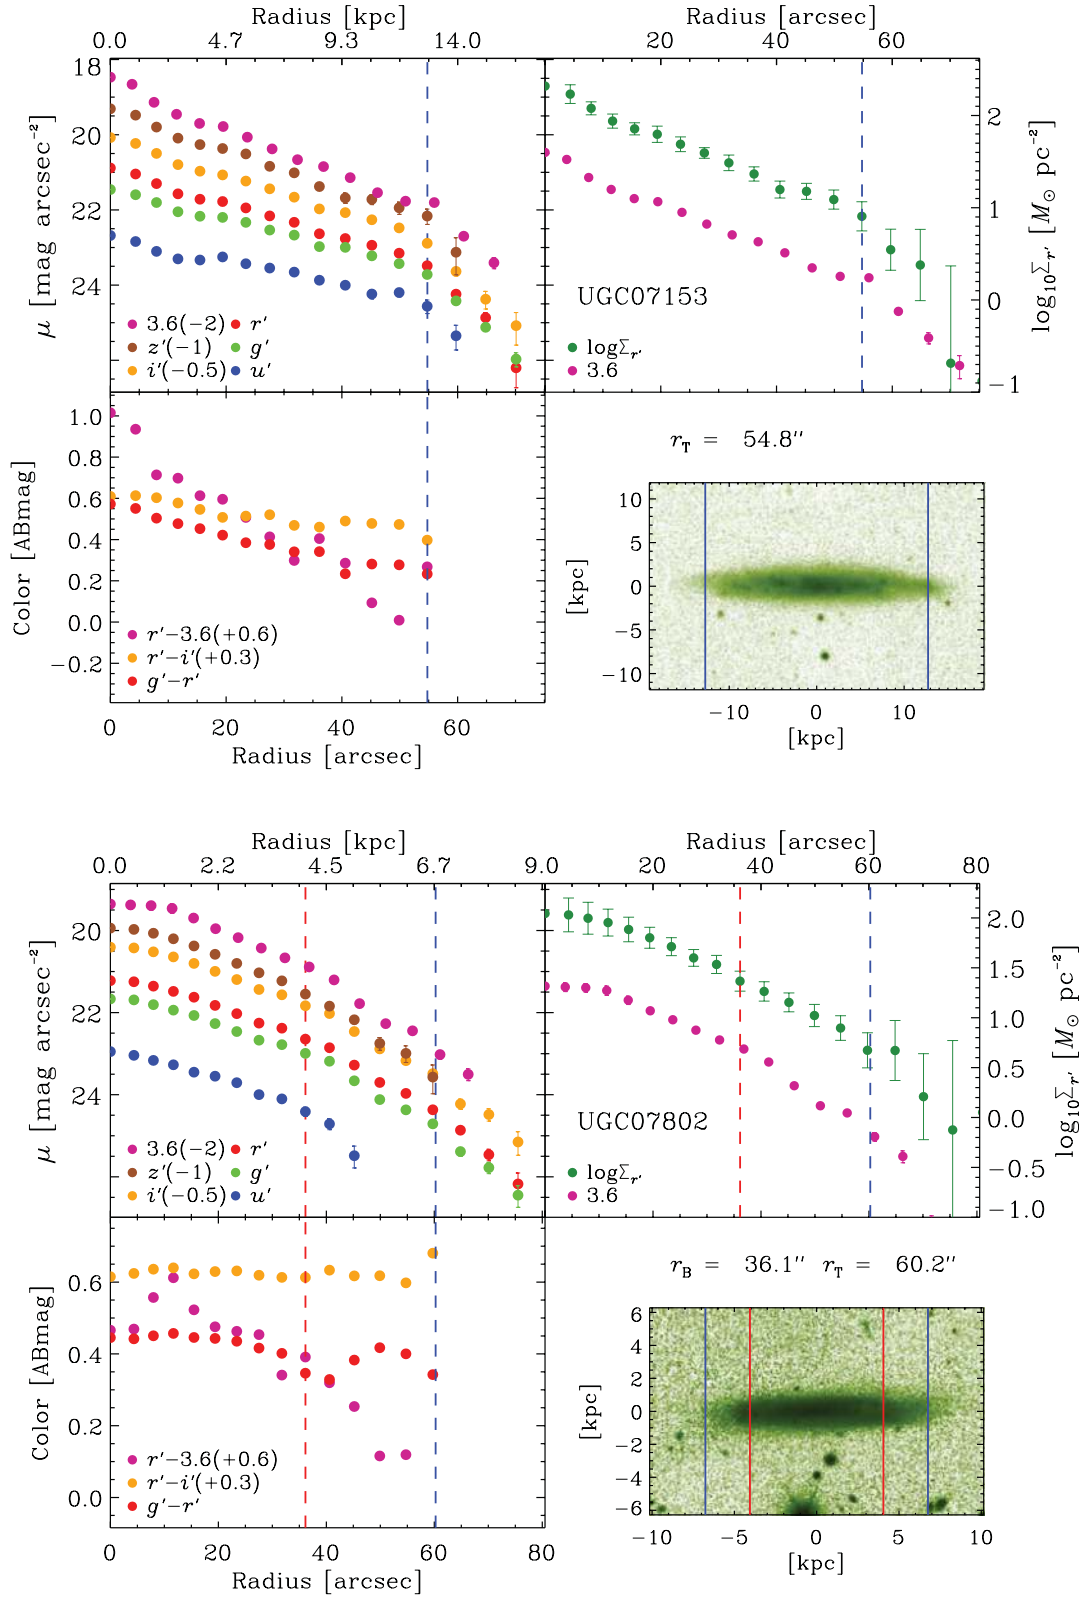 Radius [kpc]
0.0 4.7 9.3 14.0
Radius [arcsec]
20 40 60
18
20
22
24
μ [mag arcsec⁻²]
3.6(−2) r′
z′(−1) g′
i′(−0.5) u′
UGC07153
logΣr′
3.6
2
1
0
−1
log₁₀Σr′ [M⊙ pc⁻²]
1.0
0.8
0.6
0.4
0.2
0.0
−0.2
Color [ABmag]
r′−3.6(+0.6)
r′−i′(+0.3)
g′−r′
0 20 40 60
Radius [arcsec]
rT = 54.8″
10
5
0
−5
−10
[kpc]
−10 0 10
[kpc]
Radius [kpc]
0.0 2.2 4.5 6.7 9.0
Radius [arcsec]
20 40 60 80
20
22
24
μ [mag arcsec⁻²]
3.6(−2) r′
z′(−1) g′
i′(−0.5) u′
UGC07802
logΣr′
3.6
2.0
1.5
1.0
0.5
0.0
−0.5
−1.0
log₁₀Σr′ [M⊙ pc⁻²]
0.6
0.4
0.2
0.0
Color [ABmag]
r′−3.6(+0.6)
r′−i′(+0.3)
g′−r′
0 20 40 60 80
Radius [arcsec]
rB = 36.1″ rT = 60.2″
6
4
2
0
−2
−4
−6
[kpc]
−10 −5 0 5 10
[kpc]